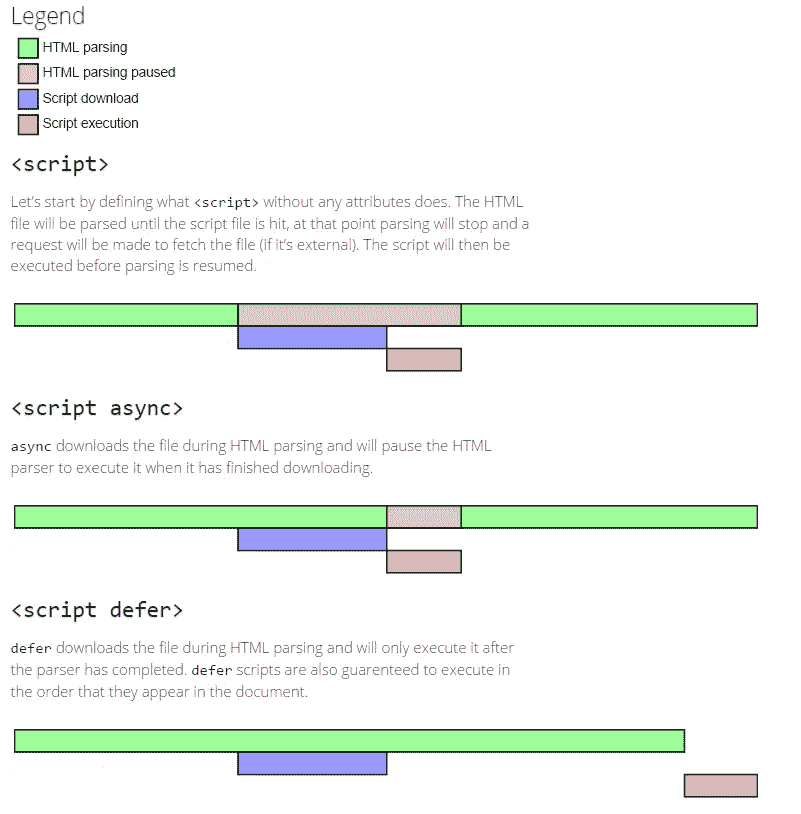 Legend
HTML parsing
HTML parsing paused
Script download
Script execution
<script>
Let's start by defining what <script> without any attributes does. The HTML
file will be parsed until the script file is hit, at that point parsing will stop and a
request will be made to fetch the file (if it's external). The script will then be
executed before parsing is resumed.
<script async>
async downloads the file during HTML parsing and will pause the HTML
parser to execute it when it has finished downloading.
<script defer>
defer downloads the file during HTML parsing and will only execute it after
the parser has completed. defer scripts are also guarenteed to execute in
the order that they appear in the document.